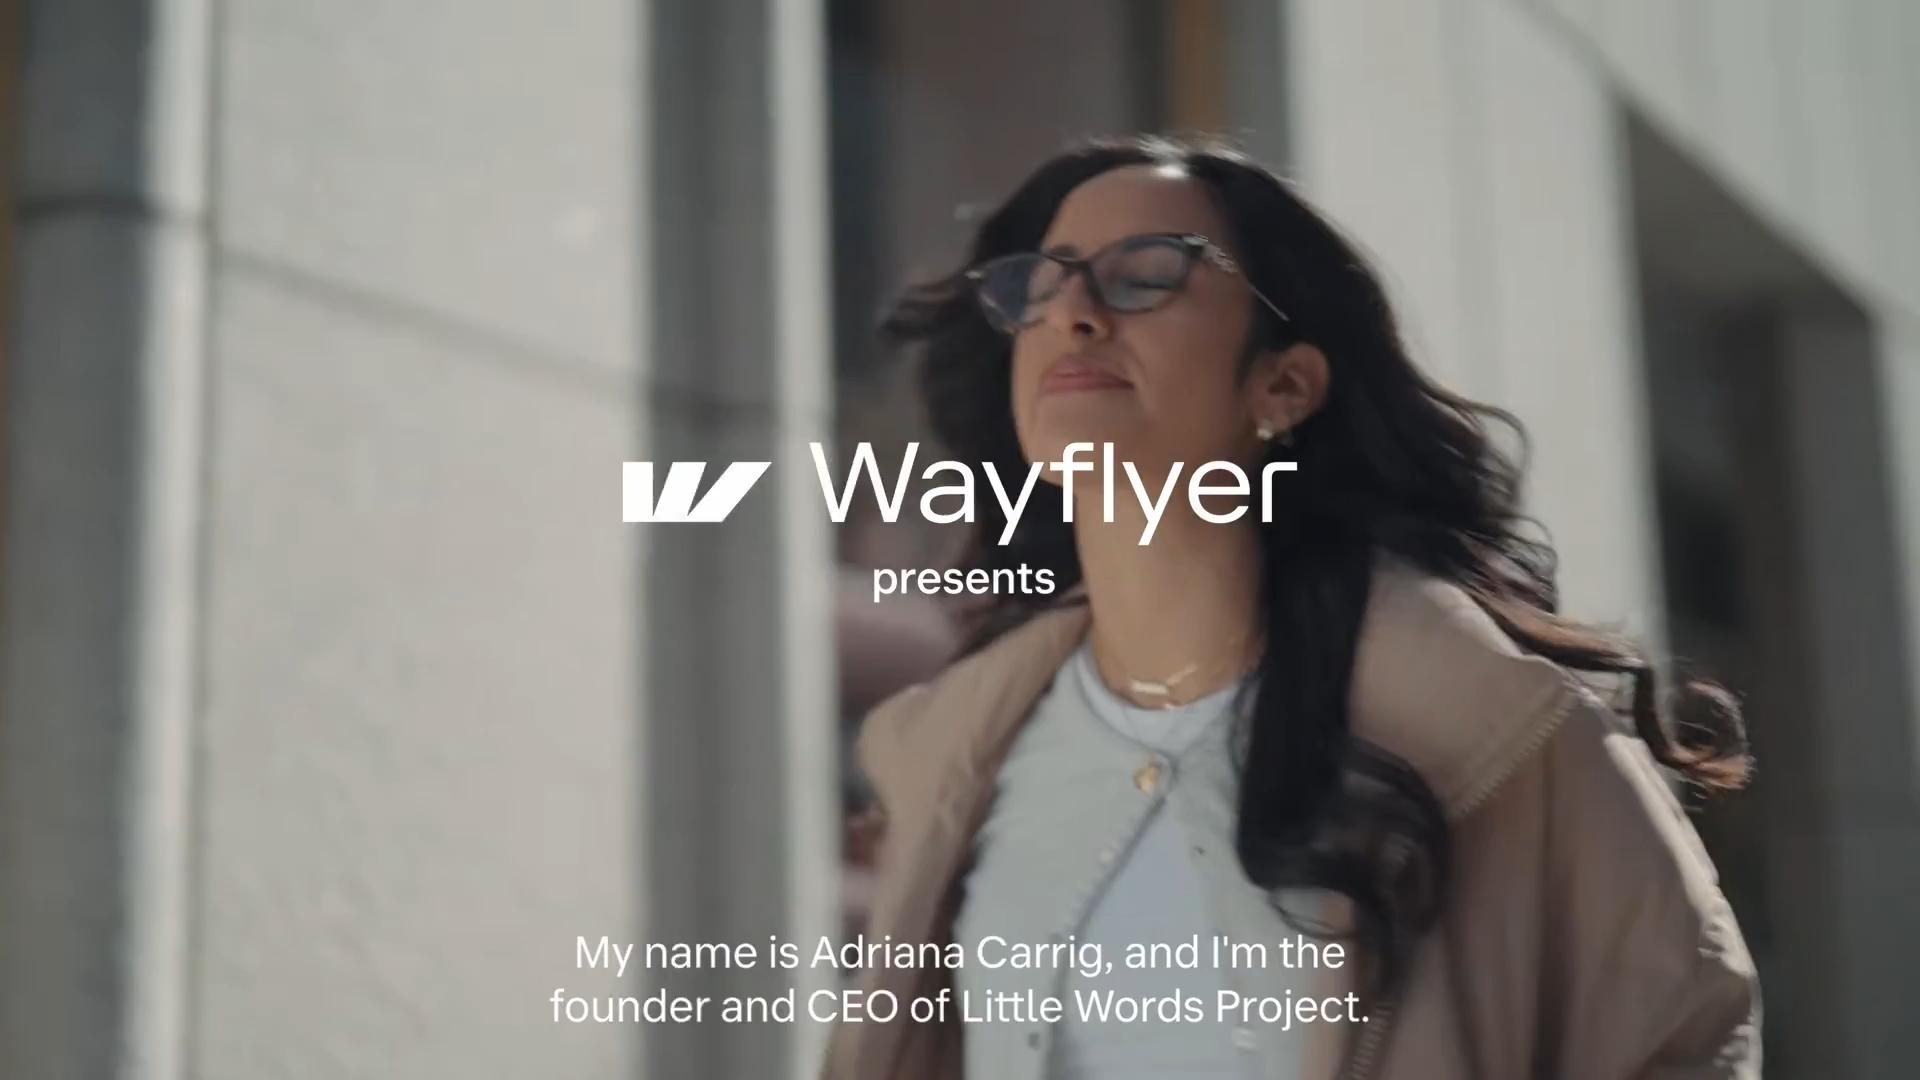 Wayflyer
presents
My name is Adriana Carrig, and I'm the
founder and CEO of Little Words Project.